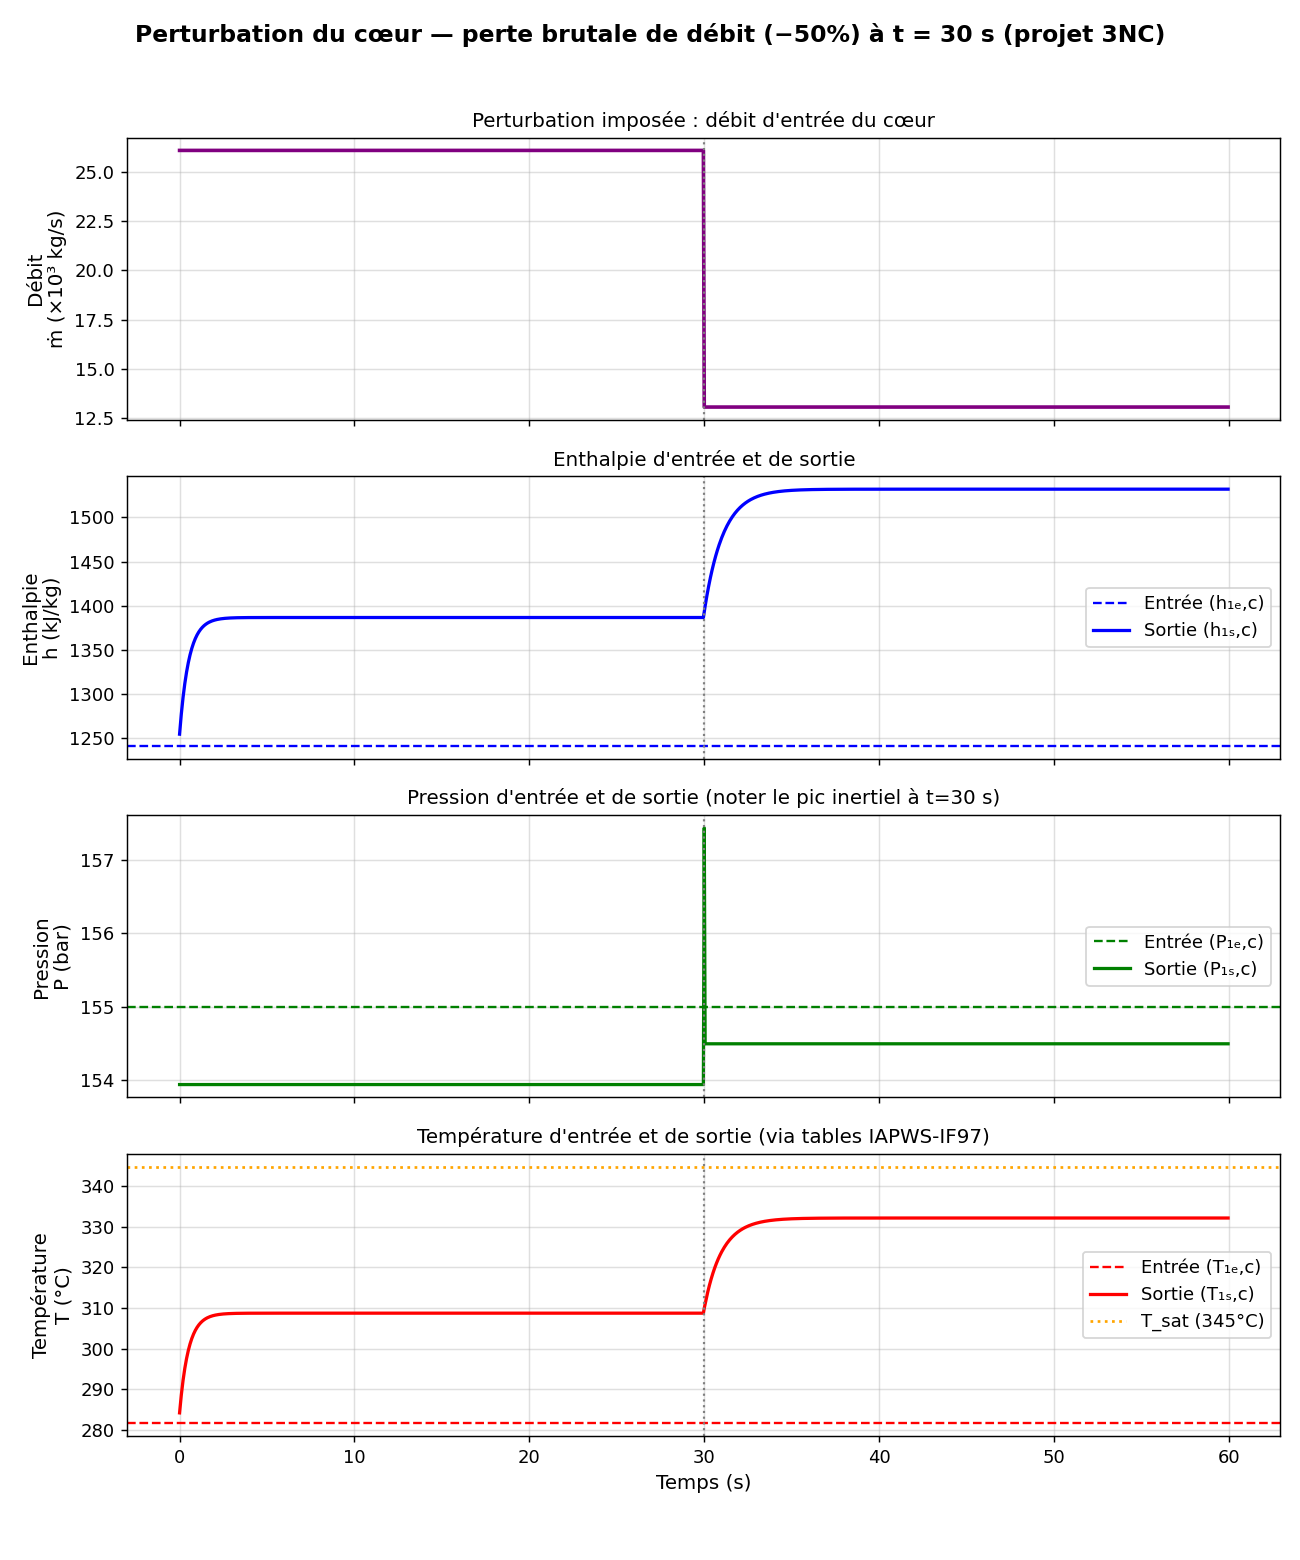 Perturbation du cœur — perte brutale de débit (−50%) à t = 30 s (projet 3NC)
Perturbation imposée : débit d'entrée du cœur
Débit
ṁ (×10³ kg/s)
25.0
22.5
20.0
17.5
15.0
12.5
Enthalpie d'entrée et de sortie
Enthalpie
h (kJ/kg)
1500
1450
1400
1350
1300
1250
Entrée (h₁ₑ,c)
Sortie (h₁ₛ,c)
Pression d'entrée et de sortie (noter le pic inertiel à t=30 s)
Pression
P (bar)
157
156
155
154
Entrée (P₁ₑ,c)
Sortie (P₁ₛ,c)
Température d'entrée et de sortie (via tables IAPWS-IF97)
Température
T (°C)
340
330
320
310
300
290
280
Entrée (T₁ₑ,c)
Sortie (T₁ₛ,c)
T_sat (345°C)
0 10 20 30 40 50 60
Temps (s)